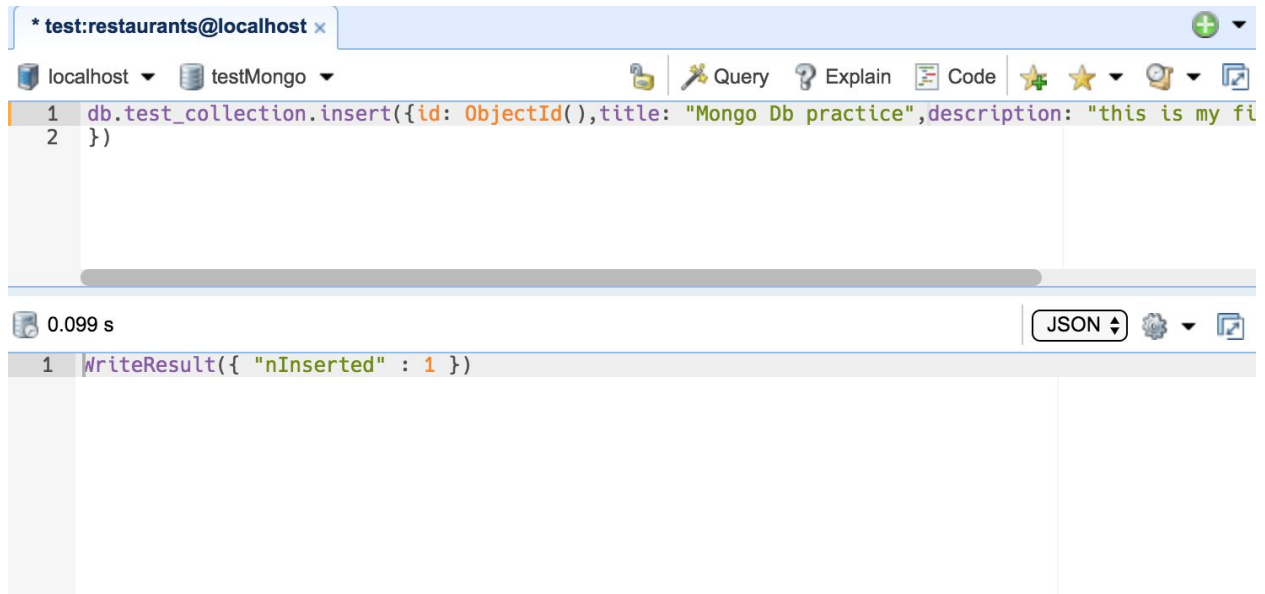 * test:restaurants@localhost ×
localhost testMongo Query Explain Code
1 db.test_collection.insert({id: ObjectId(),title: "Mongo Db practice",description: "this is my fi
2 })
0.099 s JSON
1 WriteResult({ "nInserted" : 1 })